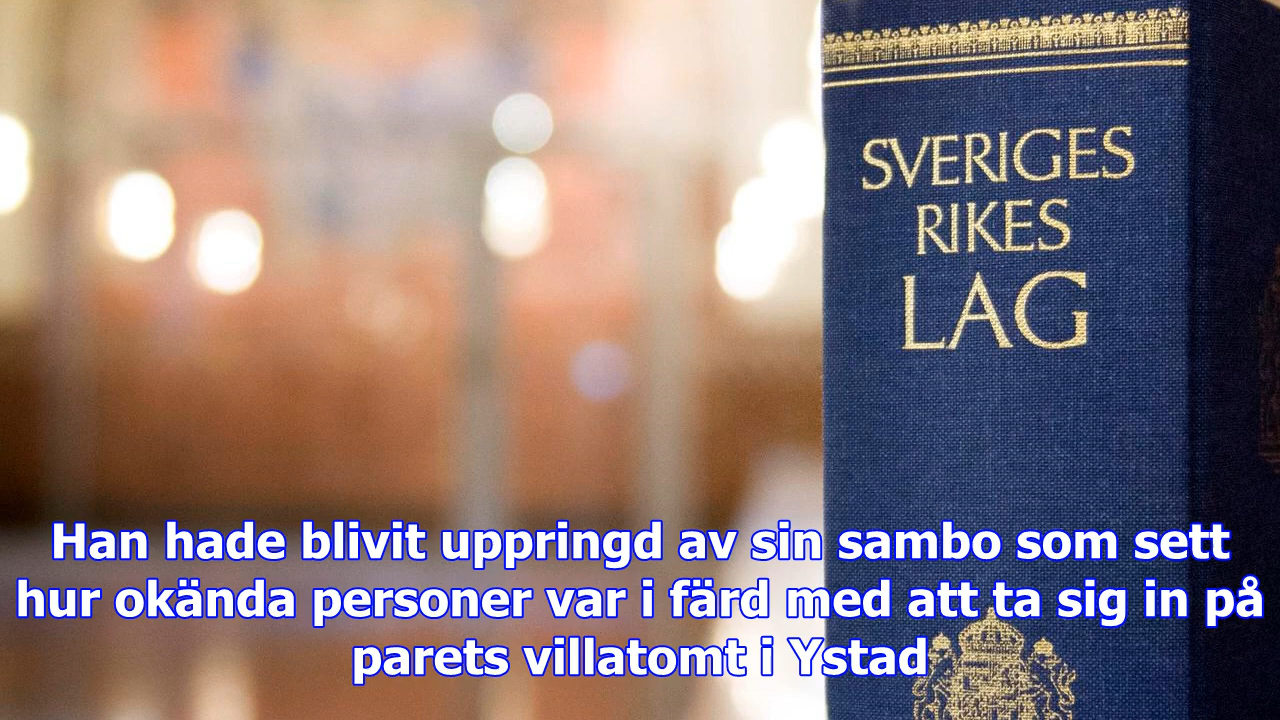 SVERIGES
RIKES
LAG
Han hade blivit uppringd av sin sambo som sett
hur okända personer var i färd med att ta sig in på
parets villatomt i Ystad